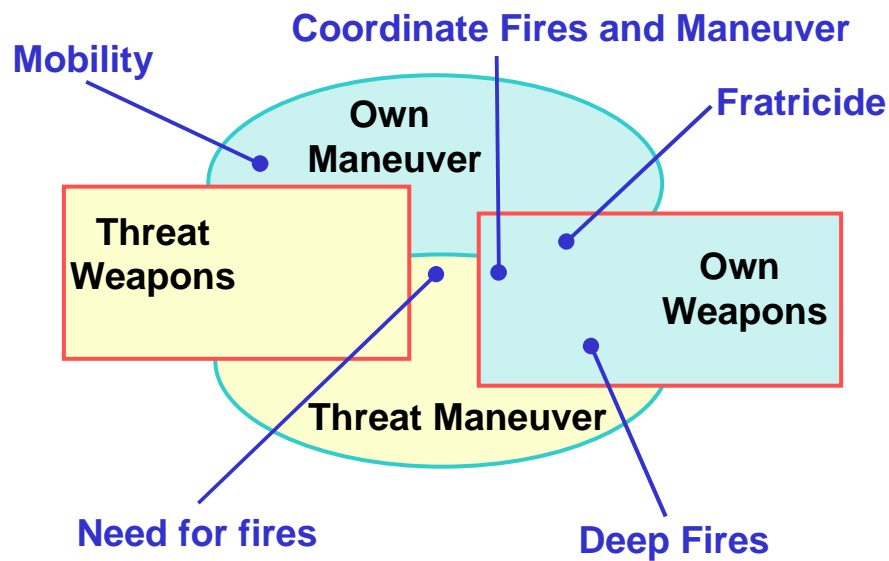 Coordinate Fires and Maneuver
Mobility
Fratricide
Own
Maneuver
Threat
Weapons
Own
Weapons
Threat Maneuver
Need for fires
Deep Fires